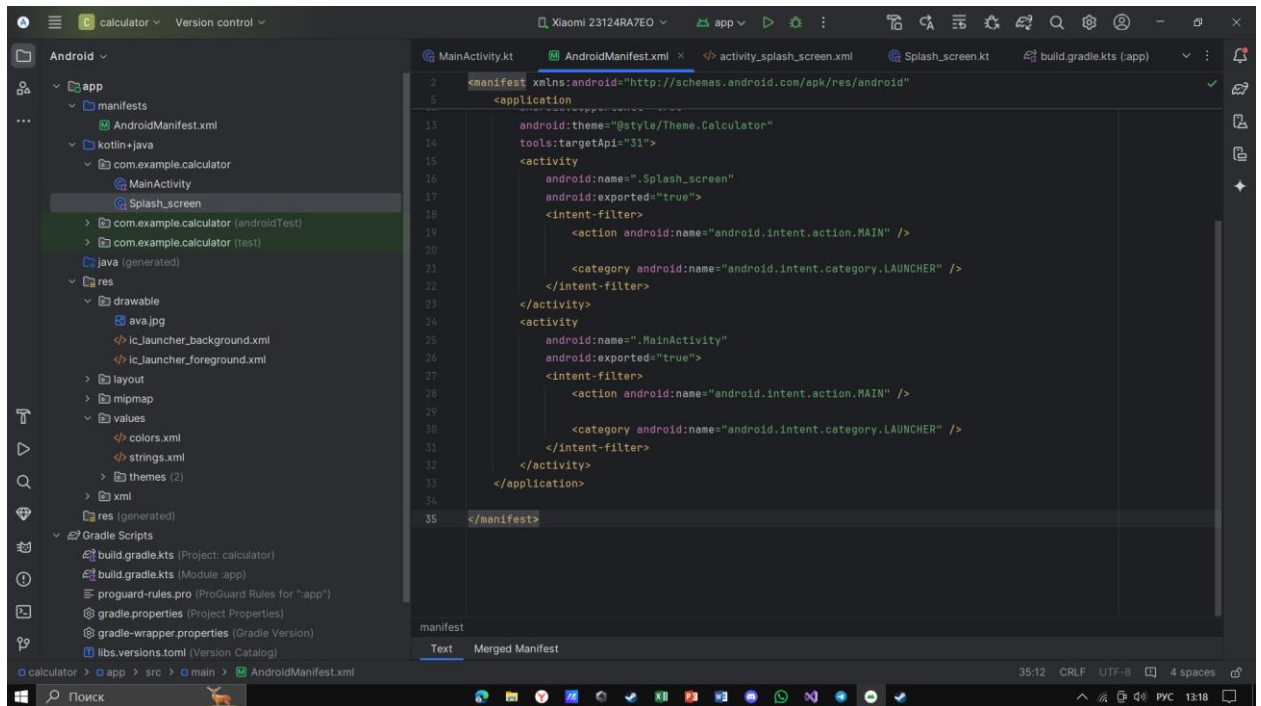 calculator
Version control
Xiaomi 23124RA7EO
app
Android
MainActivity.kt
AndroidManifest.xml
activity_splash_screen.xml
Splash_screen.kt
build.gradle.kts (:app)
app
manifests
AndroidManifest.xml
kotlin+java
com.example.calculator
MainActivity
Splash_screen
com.example.calculator (androidTest)
com.example.calculator (test)
java (generated)
res
drawable
ava.jpg
ic_launcher_background.xml
ic_launcher_foreground.xml
layout
mipmap
values
colors.xml
strings.xml
themes (2)
xml
res (generated)
Gradle Scripts
build.gradle.kts (Project: calculator)
build.gradle.kts (Module :app)
proguard-rules.pro (ProGuard Rules for ":app")
gradle.properties (Project Properties)
gradle-wrapper.properties (Gradle Version)
libs.versions.toml (Version Catalog)
2 <manifest xmlns:android="http://schemas.android.com/apk/res/android"
5 <application
13 android:theme="@style/Theme.Calculator"
14 tools:targetApi="31">
15 <activity
16 android:name=".Splash_screen"
17 android:exported="true">
18 <intent-filter>
19 <action android:name="android.intent.action.MAIN" />
20
21 <category android:name="android.intent.category.LAUNCHER" />
22 </intent-filter>
23 </activity>
24 <activity
25 android:name=".MainActivity"
26 android:exported="true">
27 <intent-filter>
28 <action android:name="android.intent.action.MAIN" />
29
30 <category android:name="android.intent.category.LAUNCHER" />
31 </intent-filter>
32 </activity>
33 </application>
34
35 </manifest>
manifest
Text Merged Manifest
calculator > app > src > main > AndroidManifest.xml
35:12 CRLF UTF-8 4 spaces
Поиск
РУС 13:18